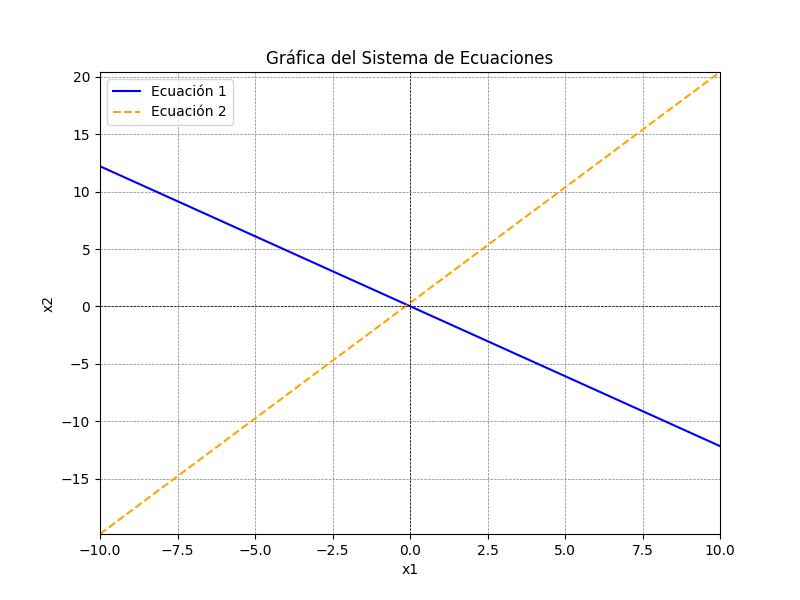 Gráfica del Sistema de Ecuaciones
Ecuación 1
Ecuación 2
20
15
10
5
0
−5
−10
−15
x2
−10.0 −7.5 −5.0 −2.5 0.0 2.5 5.0 7.5 10.0
x1